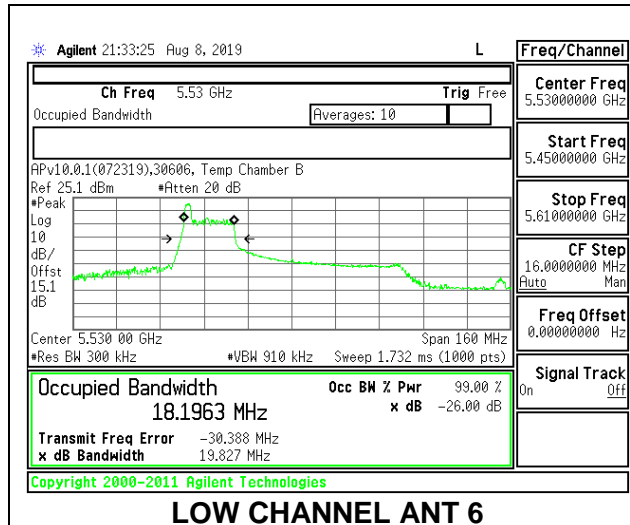 Agilent 21:33:25 Aug 8, 2019 L
Freq/Channel
Ch Freq 5.53 GHz Trig Free
Occupied Bandwidth Averages: 10
Center Freq
5.53000000 GHz
Start Freq
5.45000000 GHz
APv10.0.1(072319),30606, Temp Chamber B
Ref 25.1 dBm #Atten 20 dB
#Peak
Log
10
dB/
Offst
15.1
dB
Stop Freq
5.61000000 GHz
CF Step
16.0000000 MHz
Auto Man
Freq Offset
0.00000000 Hz
Center 5.530 00 GHz Span 160 MHz
#Res BW 300 kHz #VBW 910 kHz Sweep 1.732 ms (1000 pts)
Signal Track
On Off
Occupied Bandwidth Occ BW % Pwr 99.00 %
18.1963 MHz x dB -26.00 dB
Transmit Freq Error -30.388 MHz
x dB Bandwidth 19.827 MHz
Copyright 2000-2011 Agilent Technologies
LOW CHANNEL ANT 6